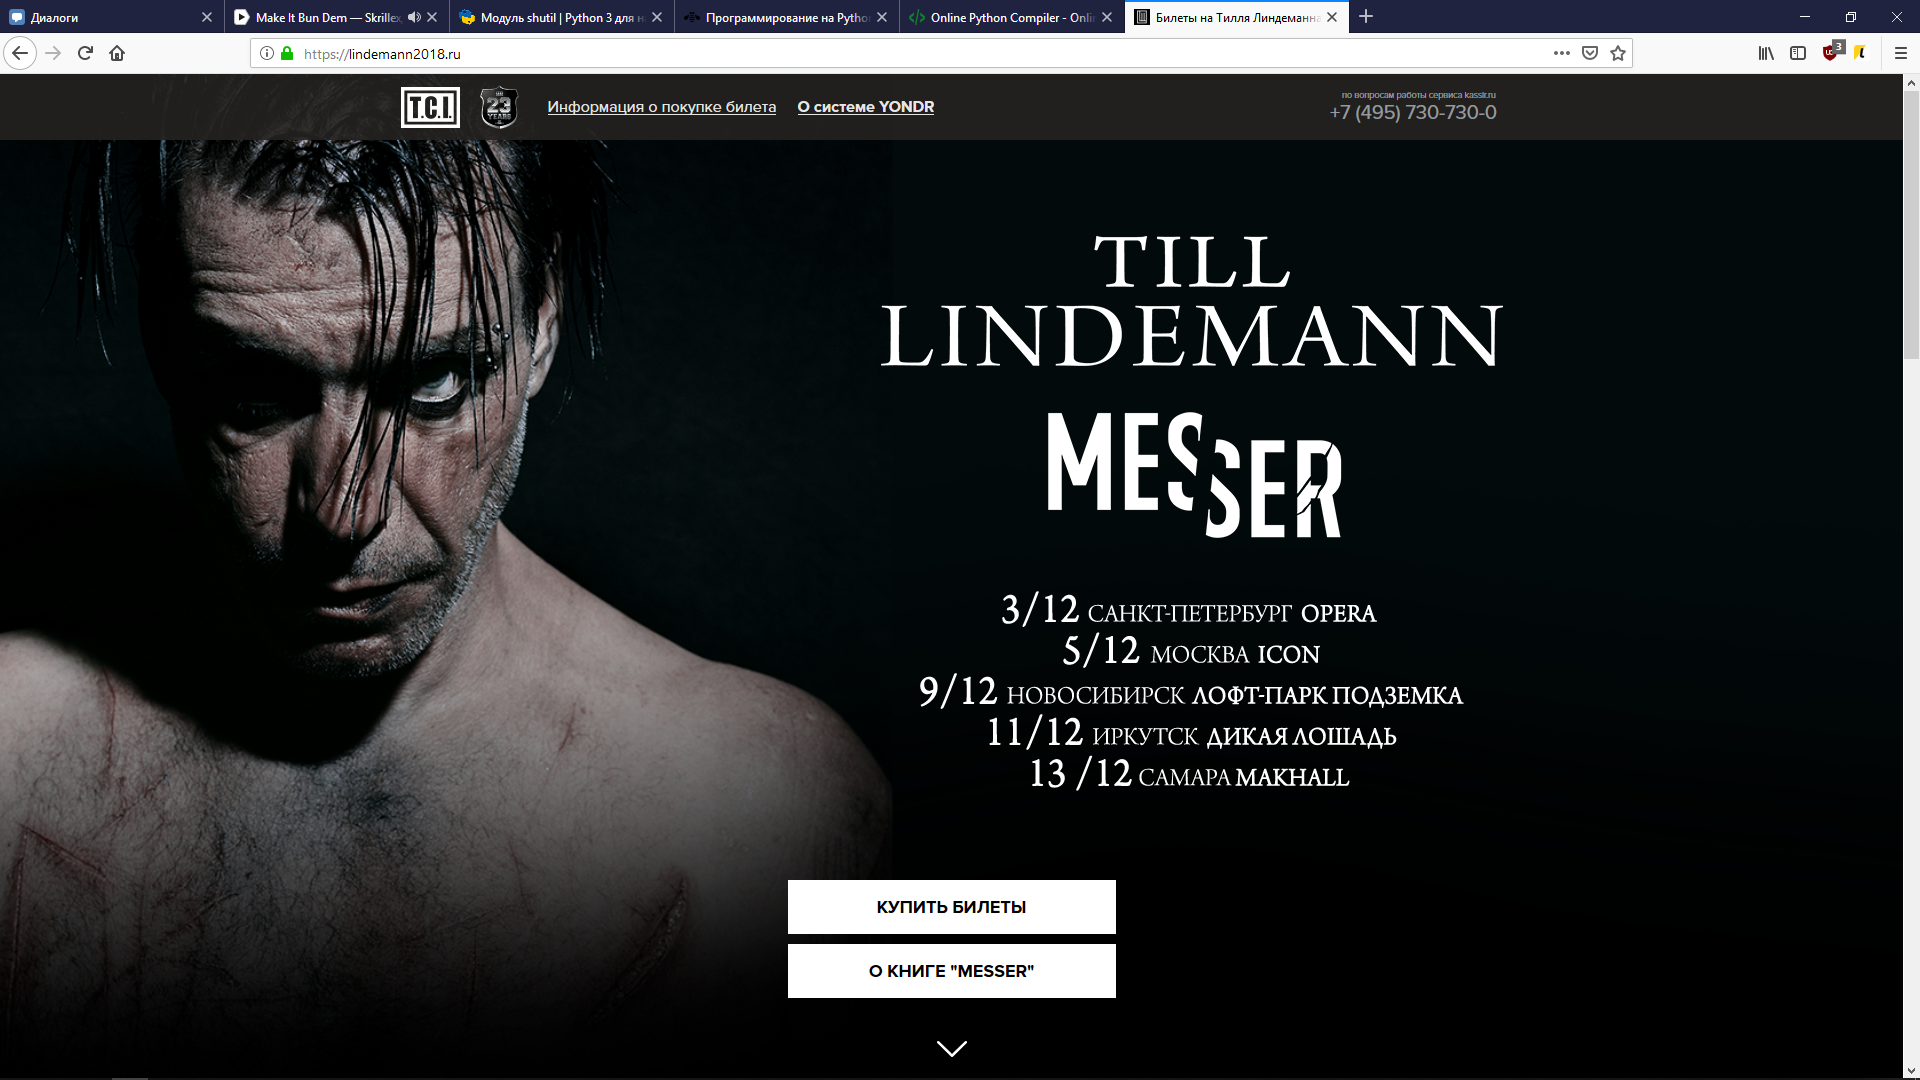 Диалоги
Make It Bun Dem — Skrillex,
Модуль shutil | Python 3 для н
Программирование на Pytho
Online Python Compiler - Onli
Билеты на Тилля Линдеманна
https://lindemann2018.ru
3
T.C.I.
23
YEARS
Информация о покупке билета
О системе YONDR
по вопросам работы сервиса kassir.ru
+7 (495) 730-730-0
TILL
LINDEMANN
MESSER
3/12 САНКТ-ПЕТЕРБУРГ OPERA
5/12 МОСКВА ICON
9/12 НОВОСИБИРСК ЛОФТ-ПАРК ПОДЗЕМКА
11/12 ИРКУТСК ДИКАЯ ЛОШАДЬ
13 /12 САМАРА MAKHALL
КУПИТЬ БИЛЕТЫ
О КНИГЕ "MESSER"